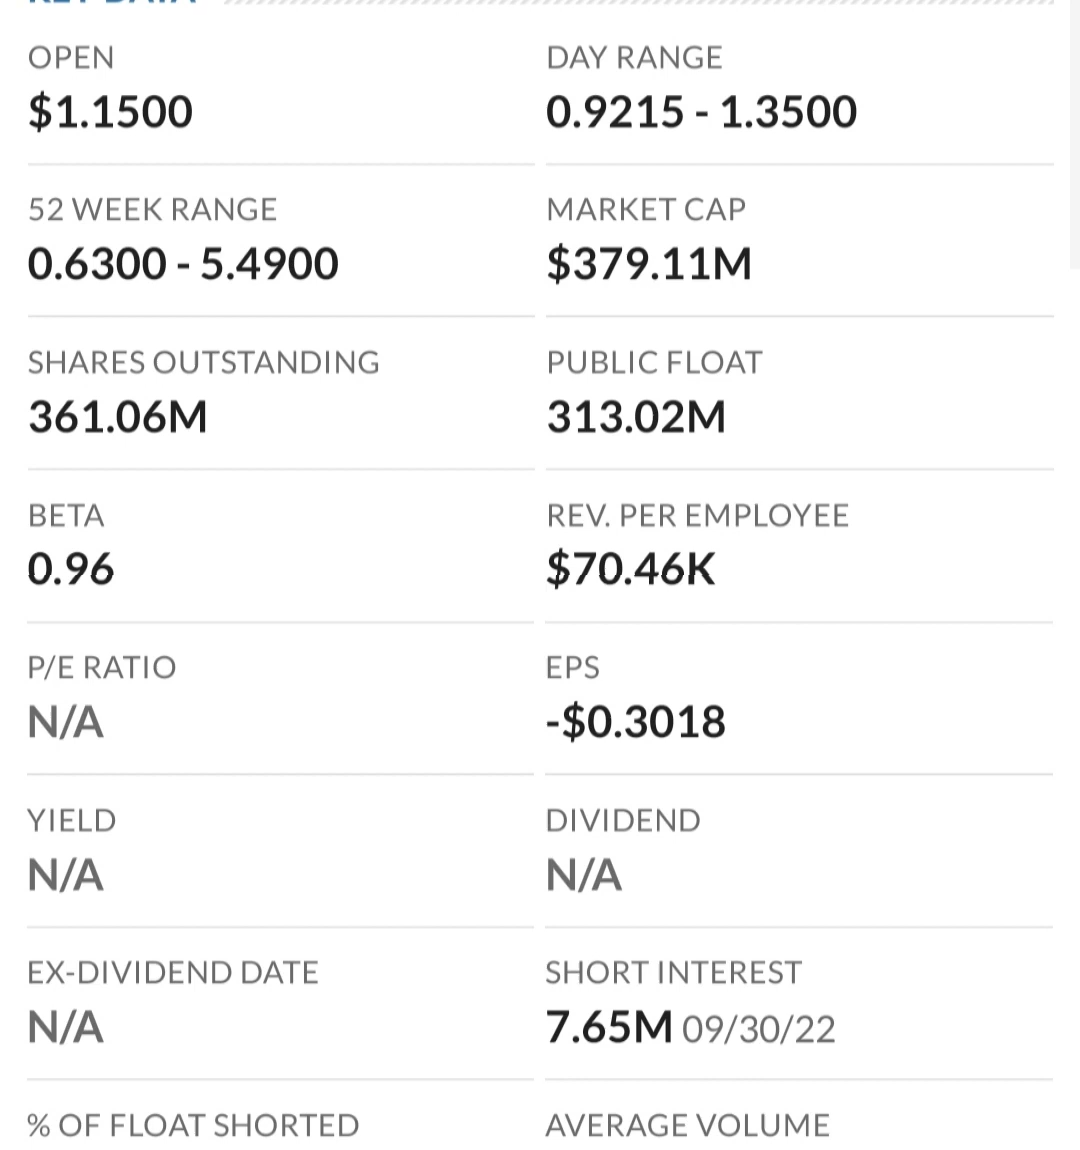 OPEN
$1.1500
DAY RANGE
0.9215 - 1.3500
52 WEEK RANGE
0.6300 - 5.4900
MARKET CAP
$379.11M
SHARES OUTSTANDING
361.06M
PUBLIC FLOAT
313.02M
BETA
0.96
REV. PER EMPLOYEE
$70.46K
P/E RATIO
N/A
EPS
-$0.3018
YIELD
N/A
DIVIDEND
N/A
EX-DIVIDEND DATE
N/A
SHORT INTEREST
7.65M 09/30/22
% OF FLOAT SHORTED
AVERAGE VOLUME